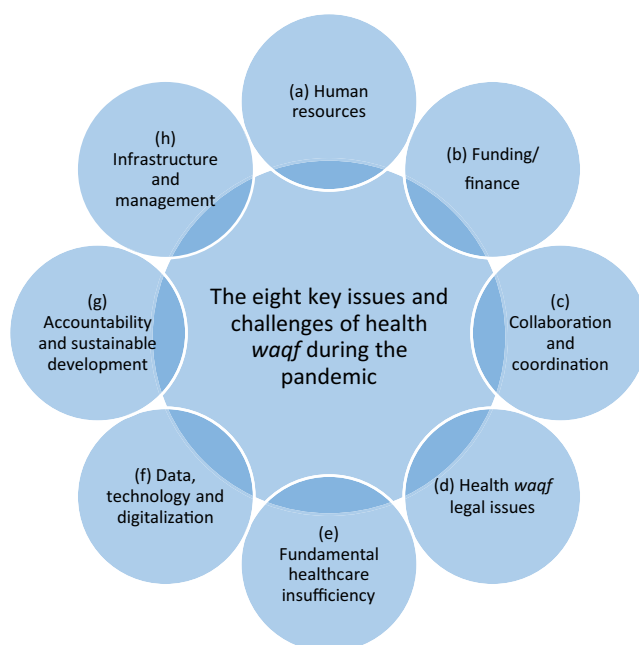 (a) Human
resources
(b) Funding/
finance
(c)
Collaboration
and
coordination
(d) Health waqf
legal issues
(e)
Fundamental
healthcare
insufficiency
(f) Data,
technology and
digitalization
(g)
Accountability
and sustainable
development
(h)
Infrastructure
and
management
The eight key issues and
challenges of health
waqf during the
pandemic